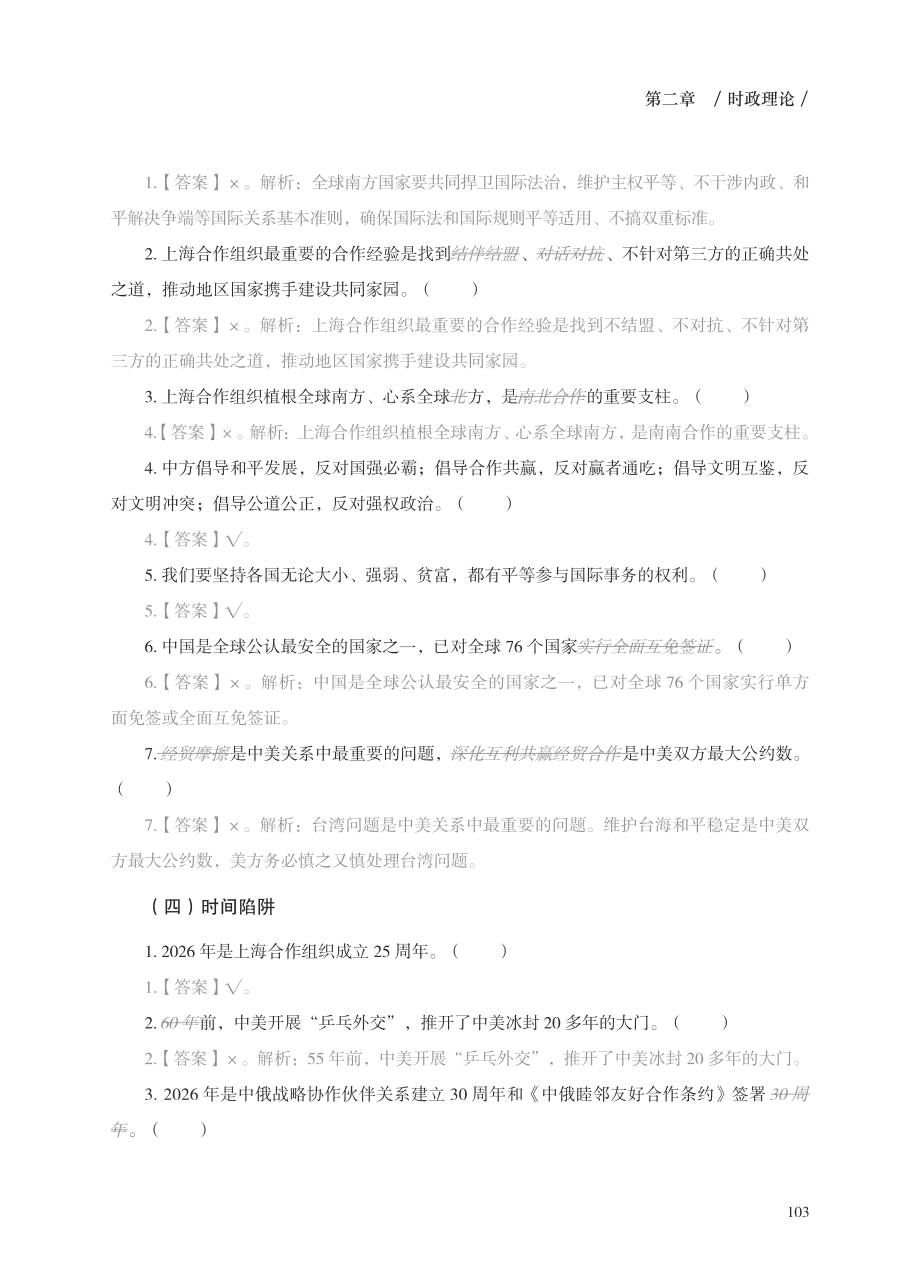 第二章 / 时政理论 /
1.【答案】×。解析：全球南方国家要共同捍卫国际法治，维护主权平等、不干涉内政、和
平解决争端等国际关系基本准则，确保国际法和国际规则平等适用、不搞双重标准。
2. 上海合作组织最重要的合作经验是找到结伴结盟、对话对抗、不针对第三方的正确共处
之道，推动地区国家携手建设共同家园。（　　）
2.【答案】×。解析：上海合作组织最重要的合作经验是找到不结盟、不对抗、不针对第
三方的正确共处之道，推动地区国家携手建设共同家园。
3. 上海合作组织植根全球南方、心系全球北方，是南北合作的重要支柱。（　　）
4.【答案】×。解析：上海合作组织植根全球南方、心系全球南方，是南南合作的重要支柱。
4. 中方倡导和平发展，反对国强必霸；倡导合作共赢，反对赢者通吃；倡导文明互鉴，反
对文明冲突；倡导公道公正，反对强权政治。（　　）
4.【答案】√。
5. 我们要坚持各国无论大小、强弱、贫富，都有平等参与国际事务的权利。（　　）
5.【答案】√。
6. 中国是全球公认最安全的国家之一，已对全球 76 个国家实行全面互免签证。（　　）
6.【答案】×。解析：中国是全球公认最安全的国家之一，已对全球 76 个国家实行单方
面免签或全面互免签证。
7. 经贸摩擦是中美关系中最重要的问题，深化互利共赢经贸合作是中美双方最大公约数。
（　　）
7.【答案】×。解析：台湾问题是中美关系中最重要的问题。维护台海和平稳定是中美双
方最大公约数，美方务必慎之又慎处理台湾问题。
（四）时间陷阱
1. 2026 年是上海合作组织成立 25 周年。（　　）
1.【答案】√。
2. 60 年前，中美开展“乒乓外交”，推开了中美冰封 20 多年的大门。（　　）
2.【答案】×。解析：55 年前，中美开展“乒乓外交”，推开了中美冰封 20 多年的大门。
3. 2026 年是中俄战略协作伙伴关系建立 30 周年和《中俄睦邻友好合作条约》签署 30 周
年。（　　）
103